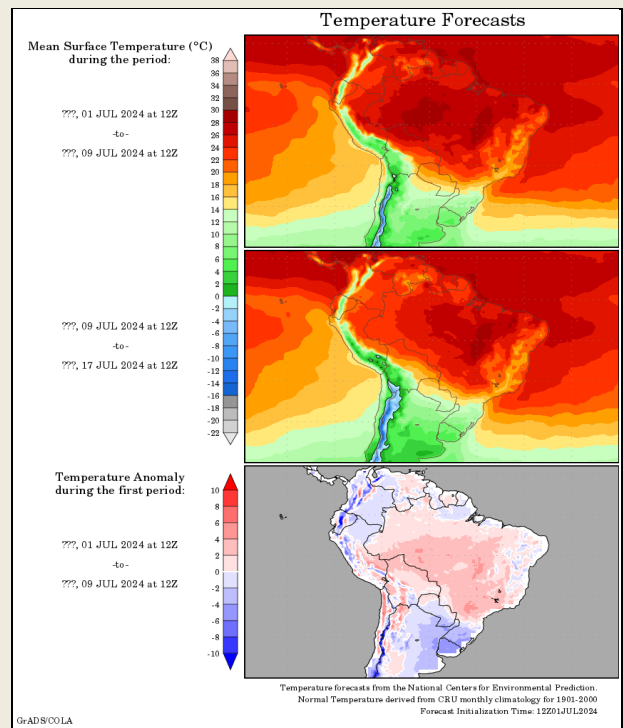 Temperature Forecasts
Mean Surface Temperature (°C)
during the period:
???, 01 JUL 2024 at 12Z
-to-
???, 09 JUL 2024 at 12Z
38
36
34
32
30
28
26
24
22
20
18
16
14
12
10
8
6
4
2
0
-2
-4
-6
-8
-10
-12
-14
-16
-18
-20
-22
???, 09 JUL 2024 at 12Z
-to-
???, 17 JUL 2024 at 12Z
Temperature Anomaly
during the first period:
???, 01 JUL 2024 at 12Z
-to-
???, 09 JUL 2024 at 12Z
10
8
6
4
2
0
-2
-4
-6
-8
-10
Temperature forecasts from the National Centers for Environmental Prediction.
Normal Temperature derived from CRU monthly climatology for 1901-2000
Forecast Initialization Time: 12Z01JUL2024
GrADS/COLA